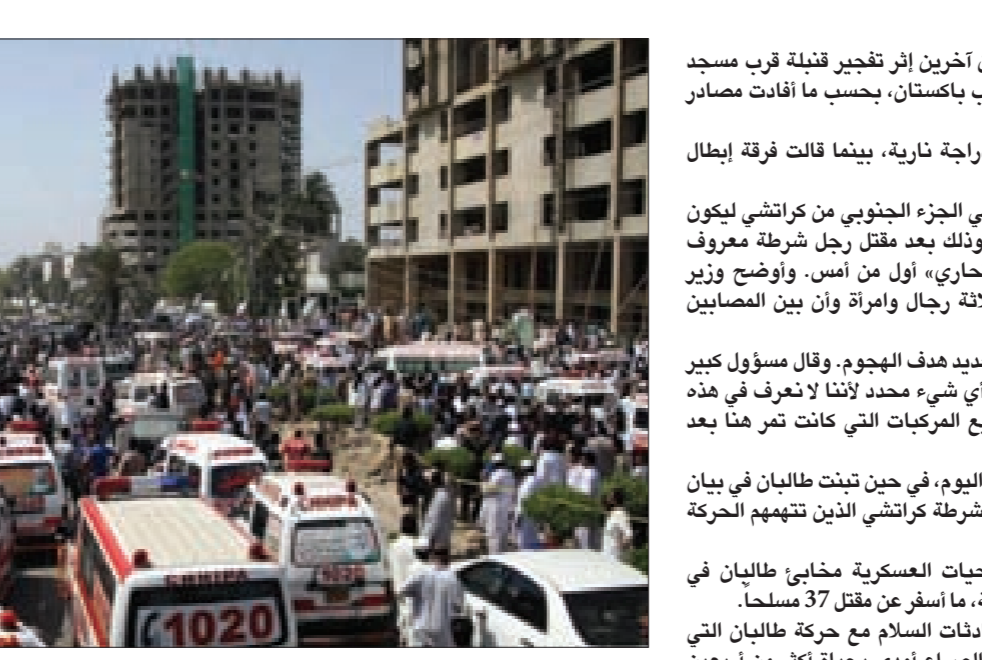 آخرين إثر تفجير قنبلة قرب مسجد
باكستان، بحسب ما أفادت مصادر
راجة نارية، بينما قالت فرقة إبطال
ي الجزء الجنوبي من كراتشي ليكون
وذلك بعد مقتل رجل شرطة معروف
حاري» أول من أمس. وأوضح وزير
لاثة رجال وامرأة وأن بين المصابين
ديد هدف الهجوم. وقال مسؤول كبير
أي شيء محدد لأننا لا نعرف في هذه
ع المركبات التي كانت تمر هنا بعد
اليوم، في حين تبنت طالبان في بيان
شرطة كراتشي الذين تتهمهم الحركة
حيات العسكرية مخابئ طالبان في
ة، ما أسفر عن مقتل 37 مسلحاً.
دثات السلام مع حركة طالبان التي
1020
1020